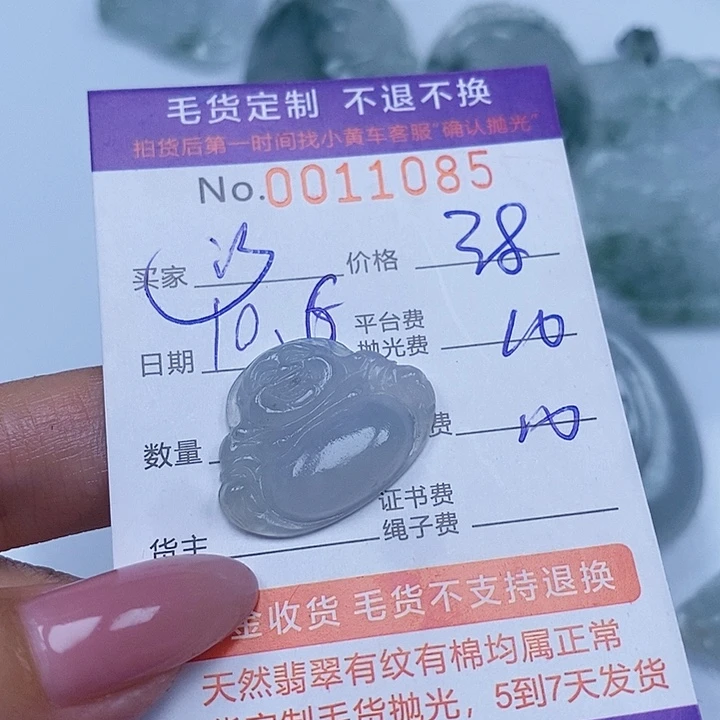 毛货定制 不退不换
拍货后第一时间找小黄车客服"确认抛光"
No.0011085
买家 价格 38
日期 10.6 平台费
抛光费 10
数量 费 10
证书费
货主 绳子费
金收货 毛货不支持退换
天然翡翠有纹有棉均属正常
定制毛货抛光，5到7天发货